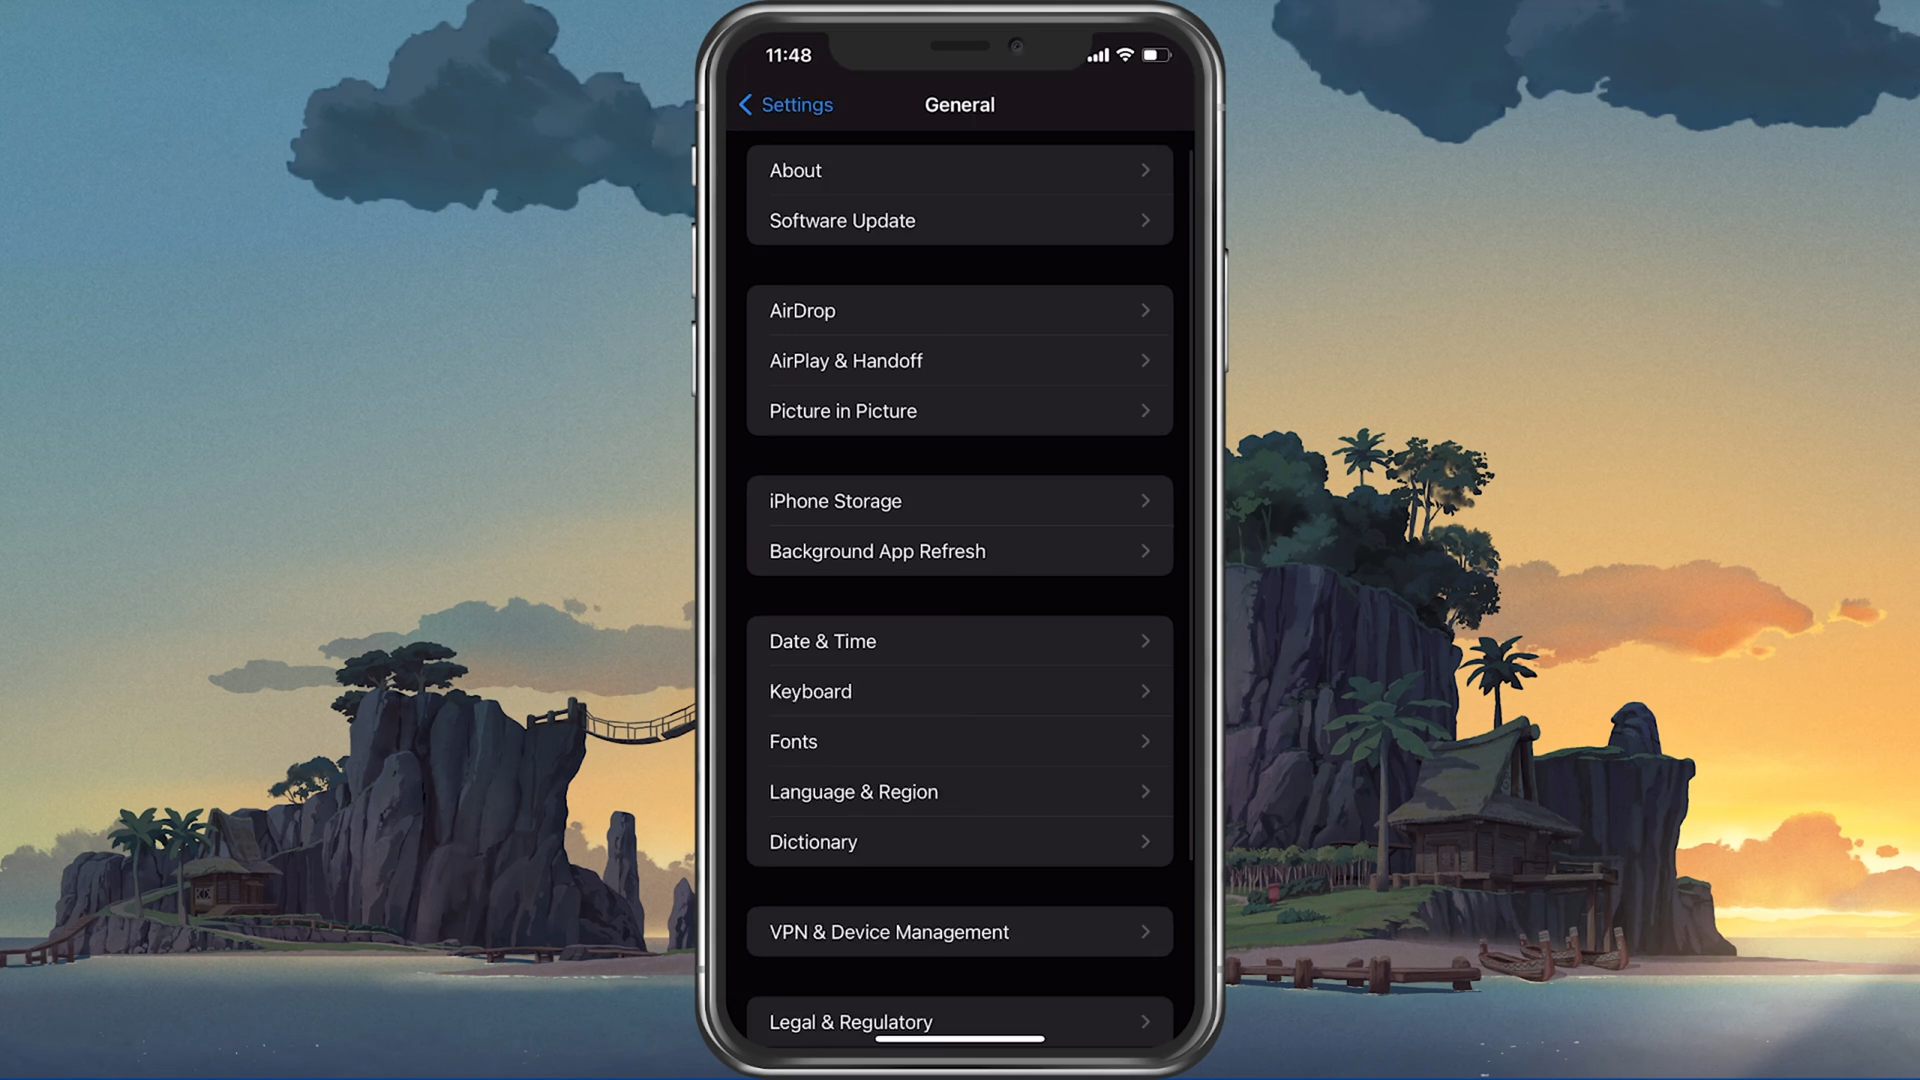 11:48
Settings
General
About
Software Update
AirDrop
AirPlay & Handoff
Picture in Picture
iPhone Storage
Background App Refresh
Date & Time
Keyboard
Fonts
Language & Region
Dictionary
VPN & Device Management
Legal & Regulatory